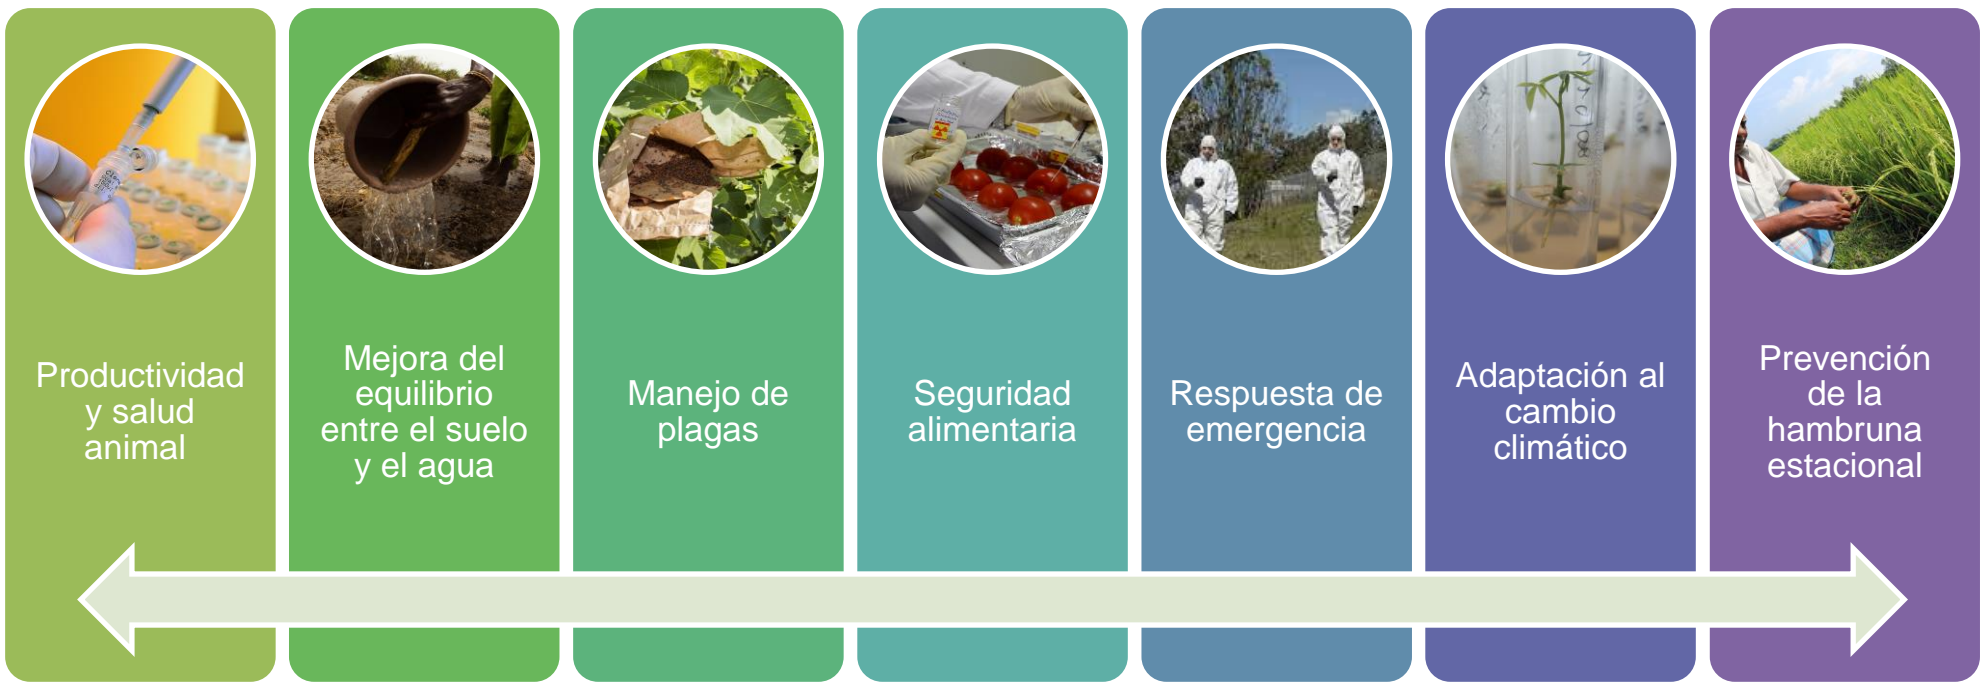 Productividad
y salud
animal
Mejora del
equilibrio
entre el suelo
y el agua
Manejo de
plagas
Seguridad
alimentaria
Respuesta de
emergencia
Adaptación al
cambio
climático
Prevención
de la
hambruna
estacional